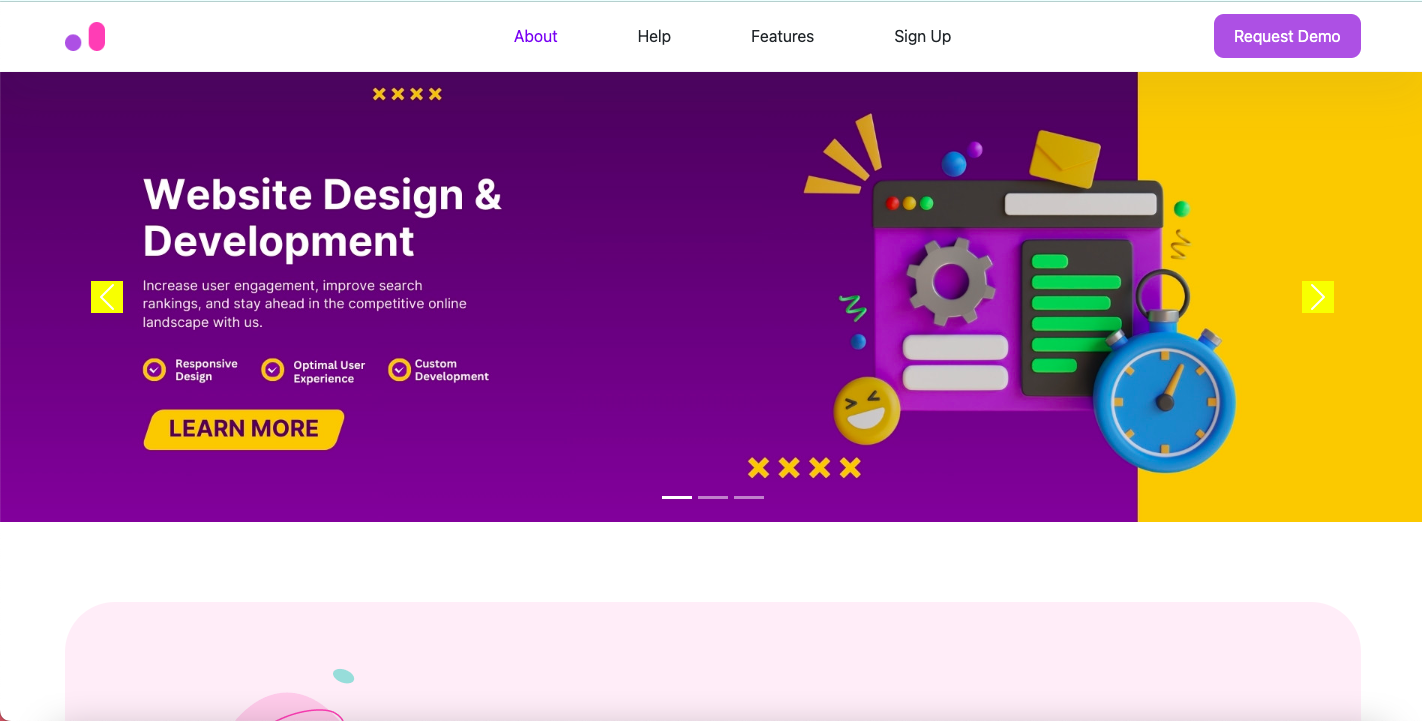 About
Help
Features
Sign Up
Request Demo
Website Design &
Development
Increase user engagement, improve search
rankings, and stay ahead in the competitive online
landscape with us.
Responsive
Design
Optimal User
Experience
Custom
Development
LEARN MORE